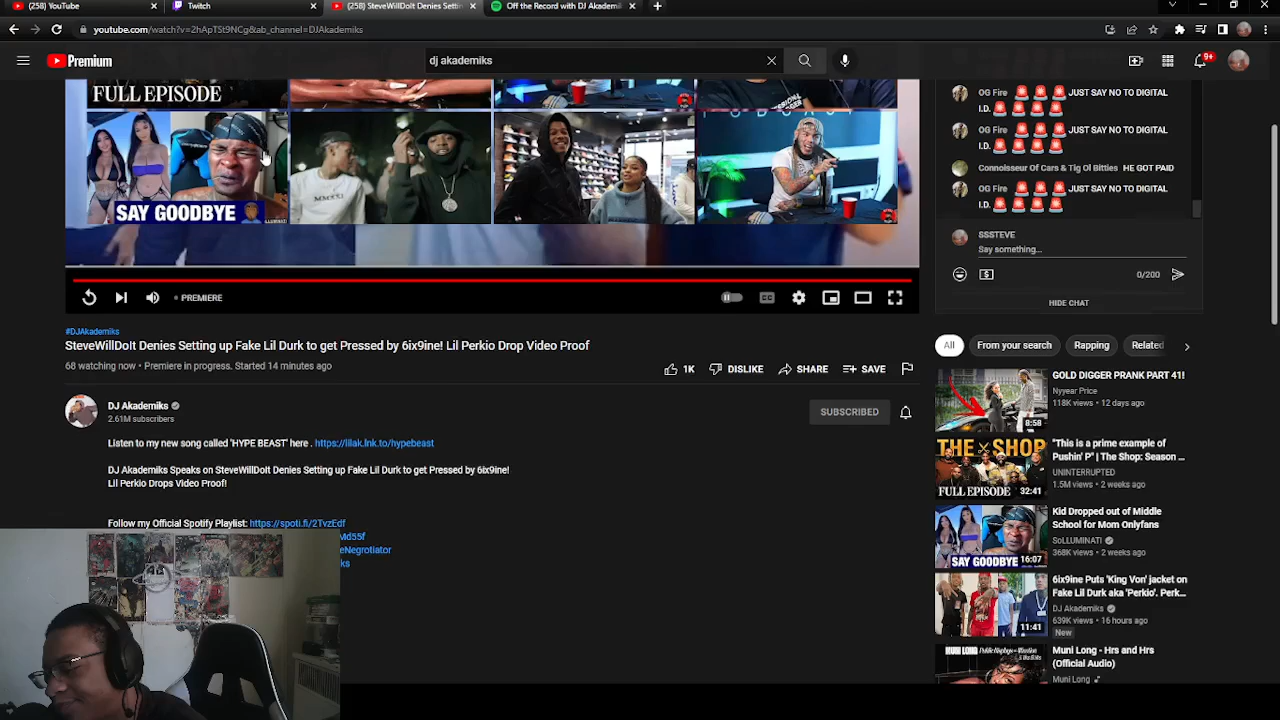 (258) YouTube
Twitch
(258) SteveWillDoIt Denies Settin
Off the Record with DJ Akademil
youtube.com/watch?v=2hApTSt9NCg&ab_channel=DJAkademiks
Premium
dj akademiks
9+
FULL EPISODE
SAY GOODBYE
PREMIERE
CC
#DJAkademiks
SteveWillDoIt Denies Setting up Fake Lil Durk to get Pressed by 6ix9ine! Lil Perkio Drop Video Proof
68 watching now • Premiere in progress. Started 14 minutes ago
1K
DISLIKE
SHARE
SAVE
DJ Akademiks
2.61M subscribers
SUBSCRIBED
Listen to my new song called 'HYPE BEAST' here . https://lilak.lnk.to/hypebeast
DJ Akademiks Speaks on SteveWillDoIt Denies Setting up Fake Lil Durk to get Pressed by 6ix9ine!
Lil Perkio Drops Video Proof!
Follow my Official Spotify Playlist: https://spoti.fi/2TvzEdf
Md55f
eNegrotiator
ks
OG Fire JUST SAY NO TO DIGITAL
I.D.
OG Fire JUST SAY NO TO DIGITAL
I.D.
Connoisseur Of Cars & Tig Ol Bitties HE GOT PAID
OG Fire JUST SAY NO TO DIGITAL
I.D.
SSSTEVE
Say something...
0/200
HIDE CHAT
All
From your search
Rapping
Related
GOLD DIGGER PRANK PART 41!
Nyyear Price
118K views • 12 days ago
8:58
THE SHOP
FULL EPISODE
32:41
"This is a prime example of
Pushin' P" | The Shop: Season ...
UNINTERRUPTED
1.5M views • 2 weeks ago
SAY GOODBYE
16:07
Kid Dropped out of Middle
School for Mom Onlyfans
SoLLUMINATI
368K views • 2 weeks ago
11:41
6ix9ine Puts 'King Von' jacket on
Fake Lil Durk aka 'Perkio'. Perk...
DJ Akademiks
639K views • 16 hours ago
New
Muni Long - Hrs and Hrs
(Official Audio)
Muni Long